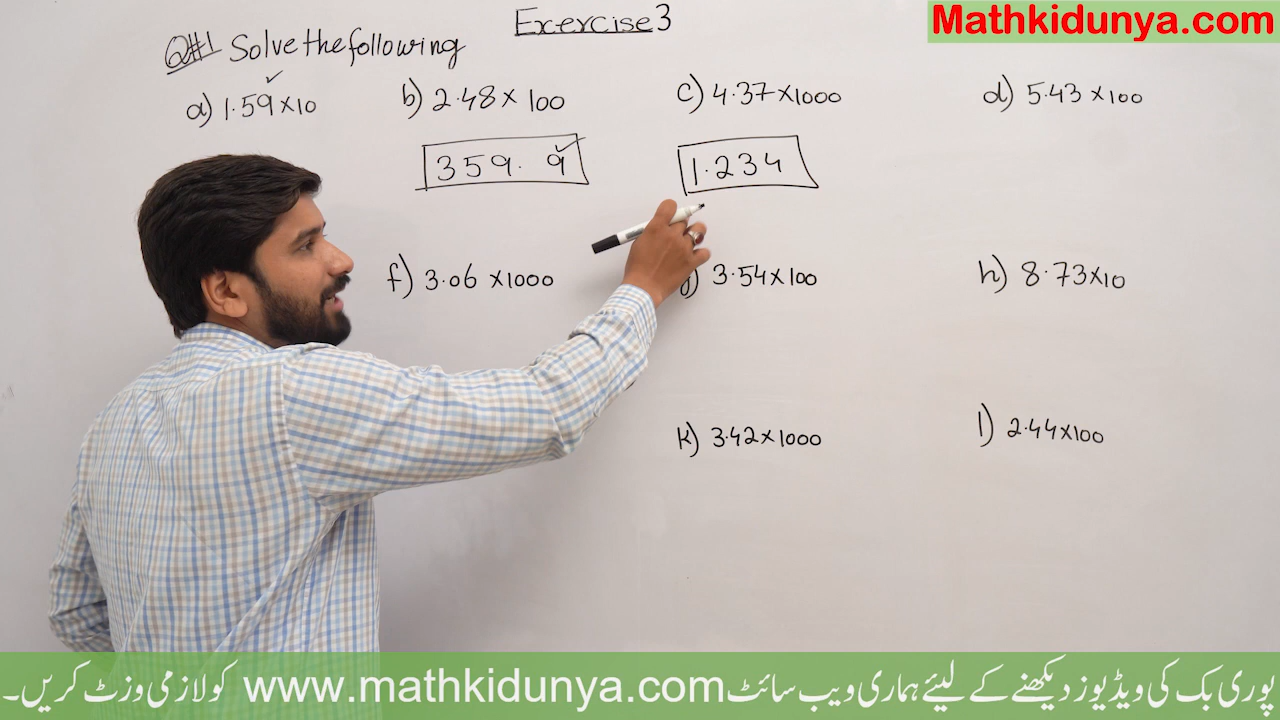 Mathkidunya.com
Exercise 3
Q#1 Solve the following
a) 1.59 × 10
b) 2.48 × 100
c) 4.37 × 1000
d) 5.43 × 100
359. 9
1.234
f) 3.06 × 1000
3.54 × 100
h) 8.73 × 10
k) 3.42 × 1000
l) 2.44 × 100
پوری بک کی ویڈیوز دیکھنے کے لیئے ہماری ویب سائٹ www.mathkidunya.com کو لازمی وزٹ کریں۔